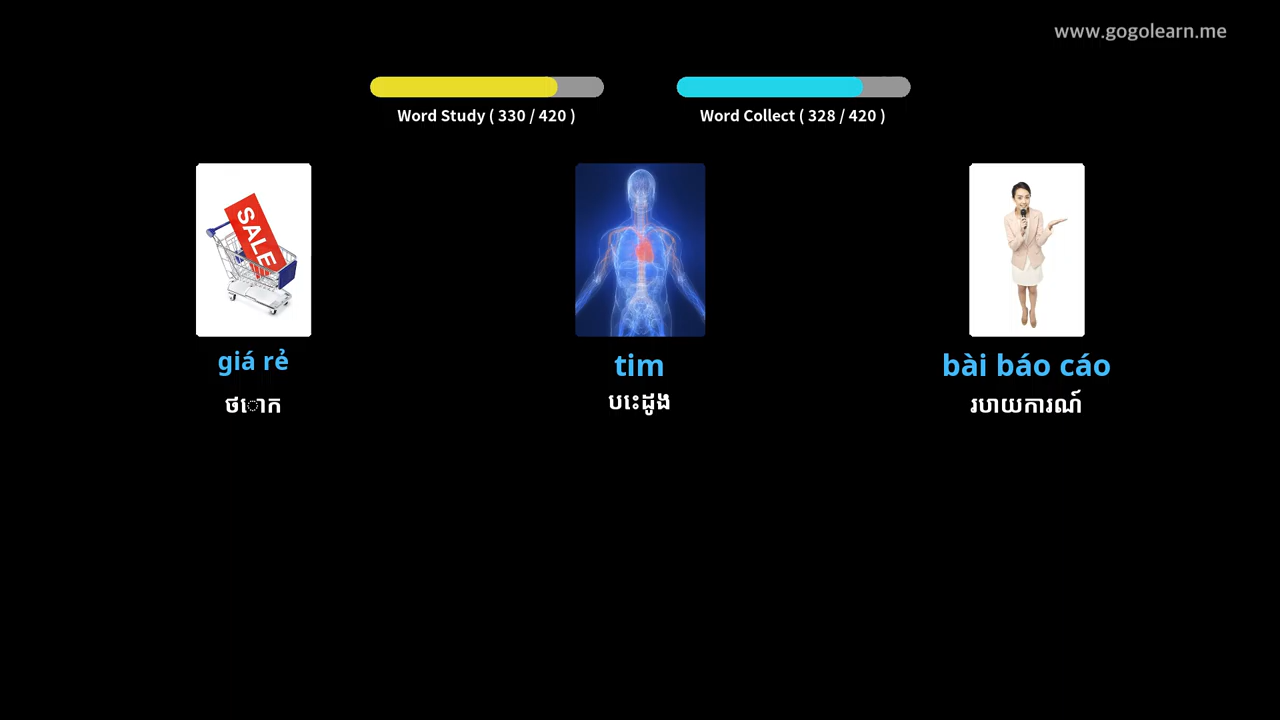 www.gogolearn.me
Word Study ( 330 / 420 )
Word Collect ( 328 / 420 )
SALE
giá rẻ
tim
bài báo cáo
ថោក
បេះដូង
របាយការណ៍